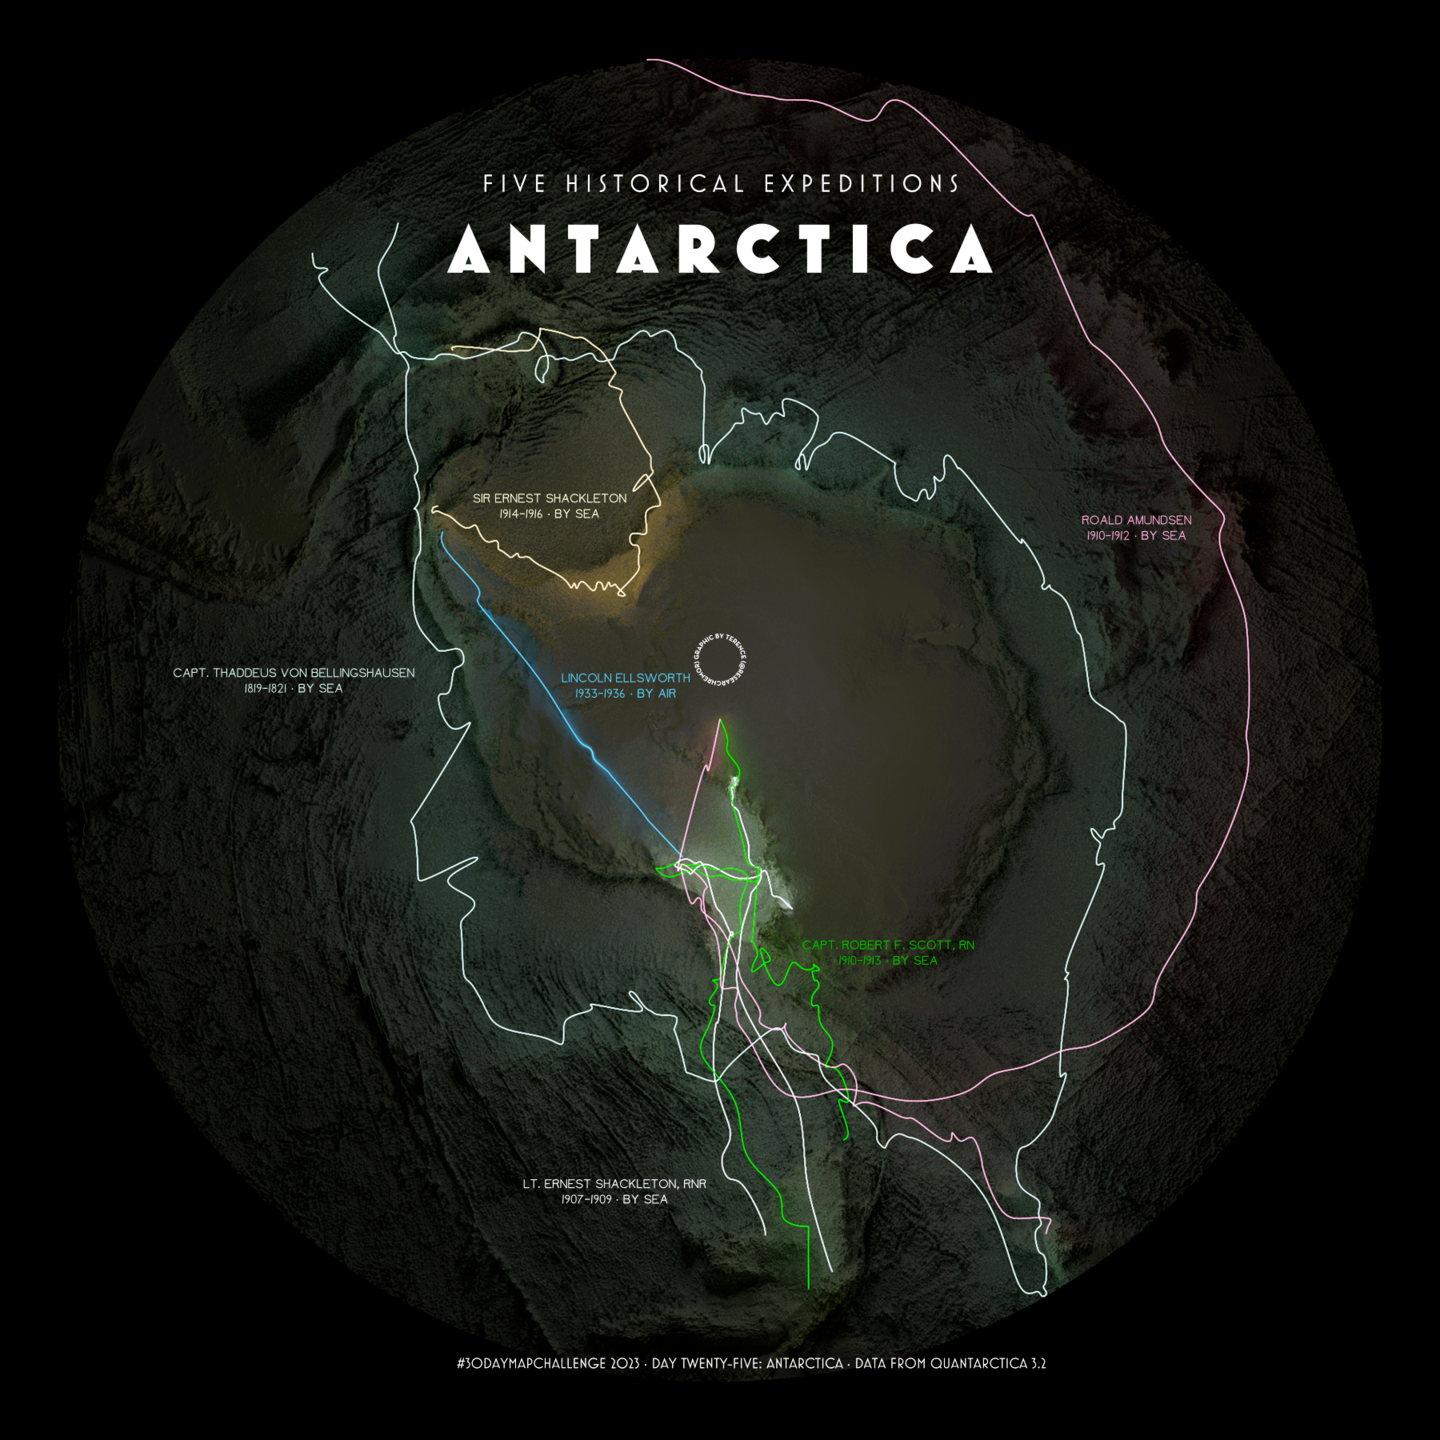 FIVE HISTORICAL EXPEDITIONS
ANTARCTICA
SIR ERNEST SHACKLETON
1914-1916 · BY SEA
ROALD AMUNDSEN
1910-1912 · BY SEA
GRAPHIC BY TERENCE (@RESEARCHREMORA)
CAPT. THADDEUS VON BELLINGSHAUSEN
1819-1821 · BY SEA
LINCOLN ELLSWORTH
1933-1936 · BY AIR
CAPT. ROBERT F. SCOTT, RN
1910-1913 · BY SEA
LT. ERNEST SHACKLETON, RNR
1907-1909 · BY SEA
#30DAYMAPCHALLENGE 2023 · DAY TWENTY-FIVE: ANTARCTICA · DATA FROM QUANTARCTICA 3.2